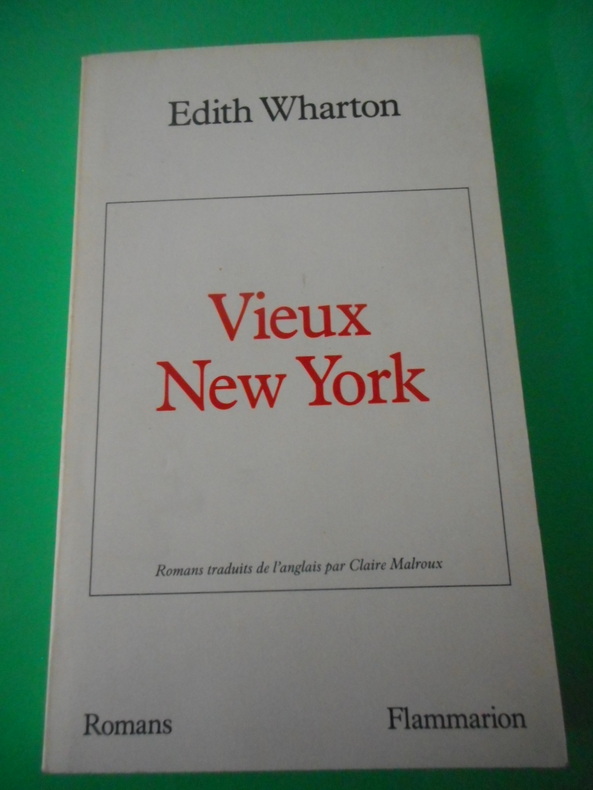 Edith Wharton
Vieux
New York
Romans traduits de l'anglais par Claire Malroux
Romans
Flammarion